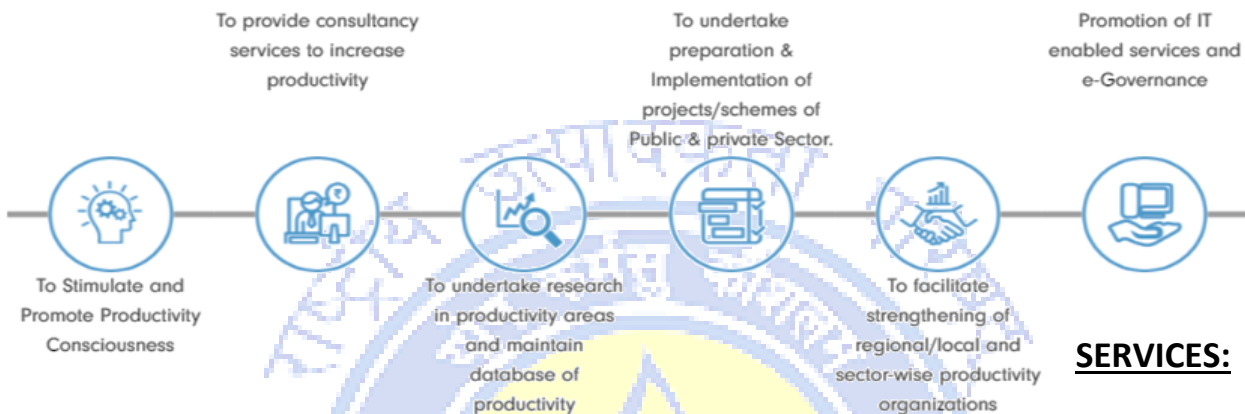 To provide consultancy
services to increase
productivity
To undertake
preparation &
Implementation of
projects/schemes of
Public & private Sector.
Promotion of IT
enabled services and
e-Governance
₹
To Stimulate and
Promote Productivity
Consciousness
To undertake research
in productivity areas
and maintain
database of
productivity
To facilitate
strengthening of
regional/local and
sector-wise productivity
organizations
SERVICES: